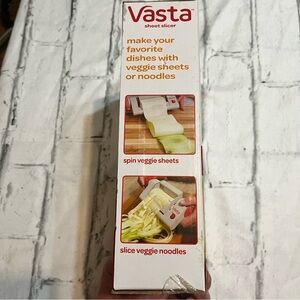 Vasta
sheet slicer
make your
favorite
dishes with
veggie sheets
or noodles
spin veggie sheets
slice veggie noodles